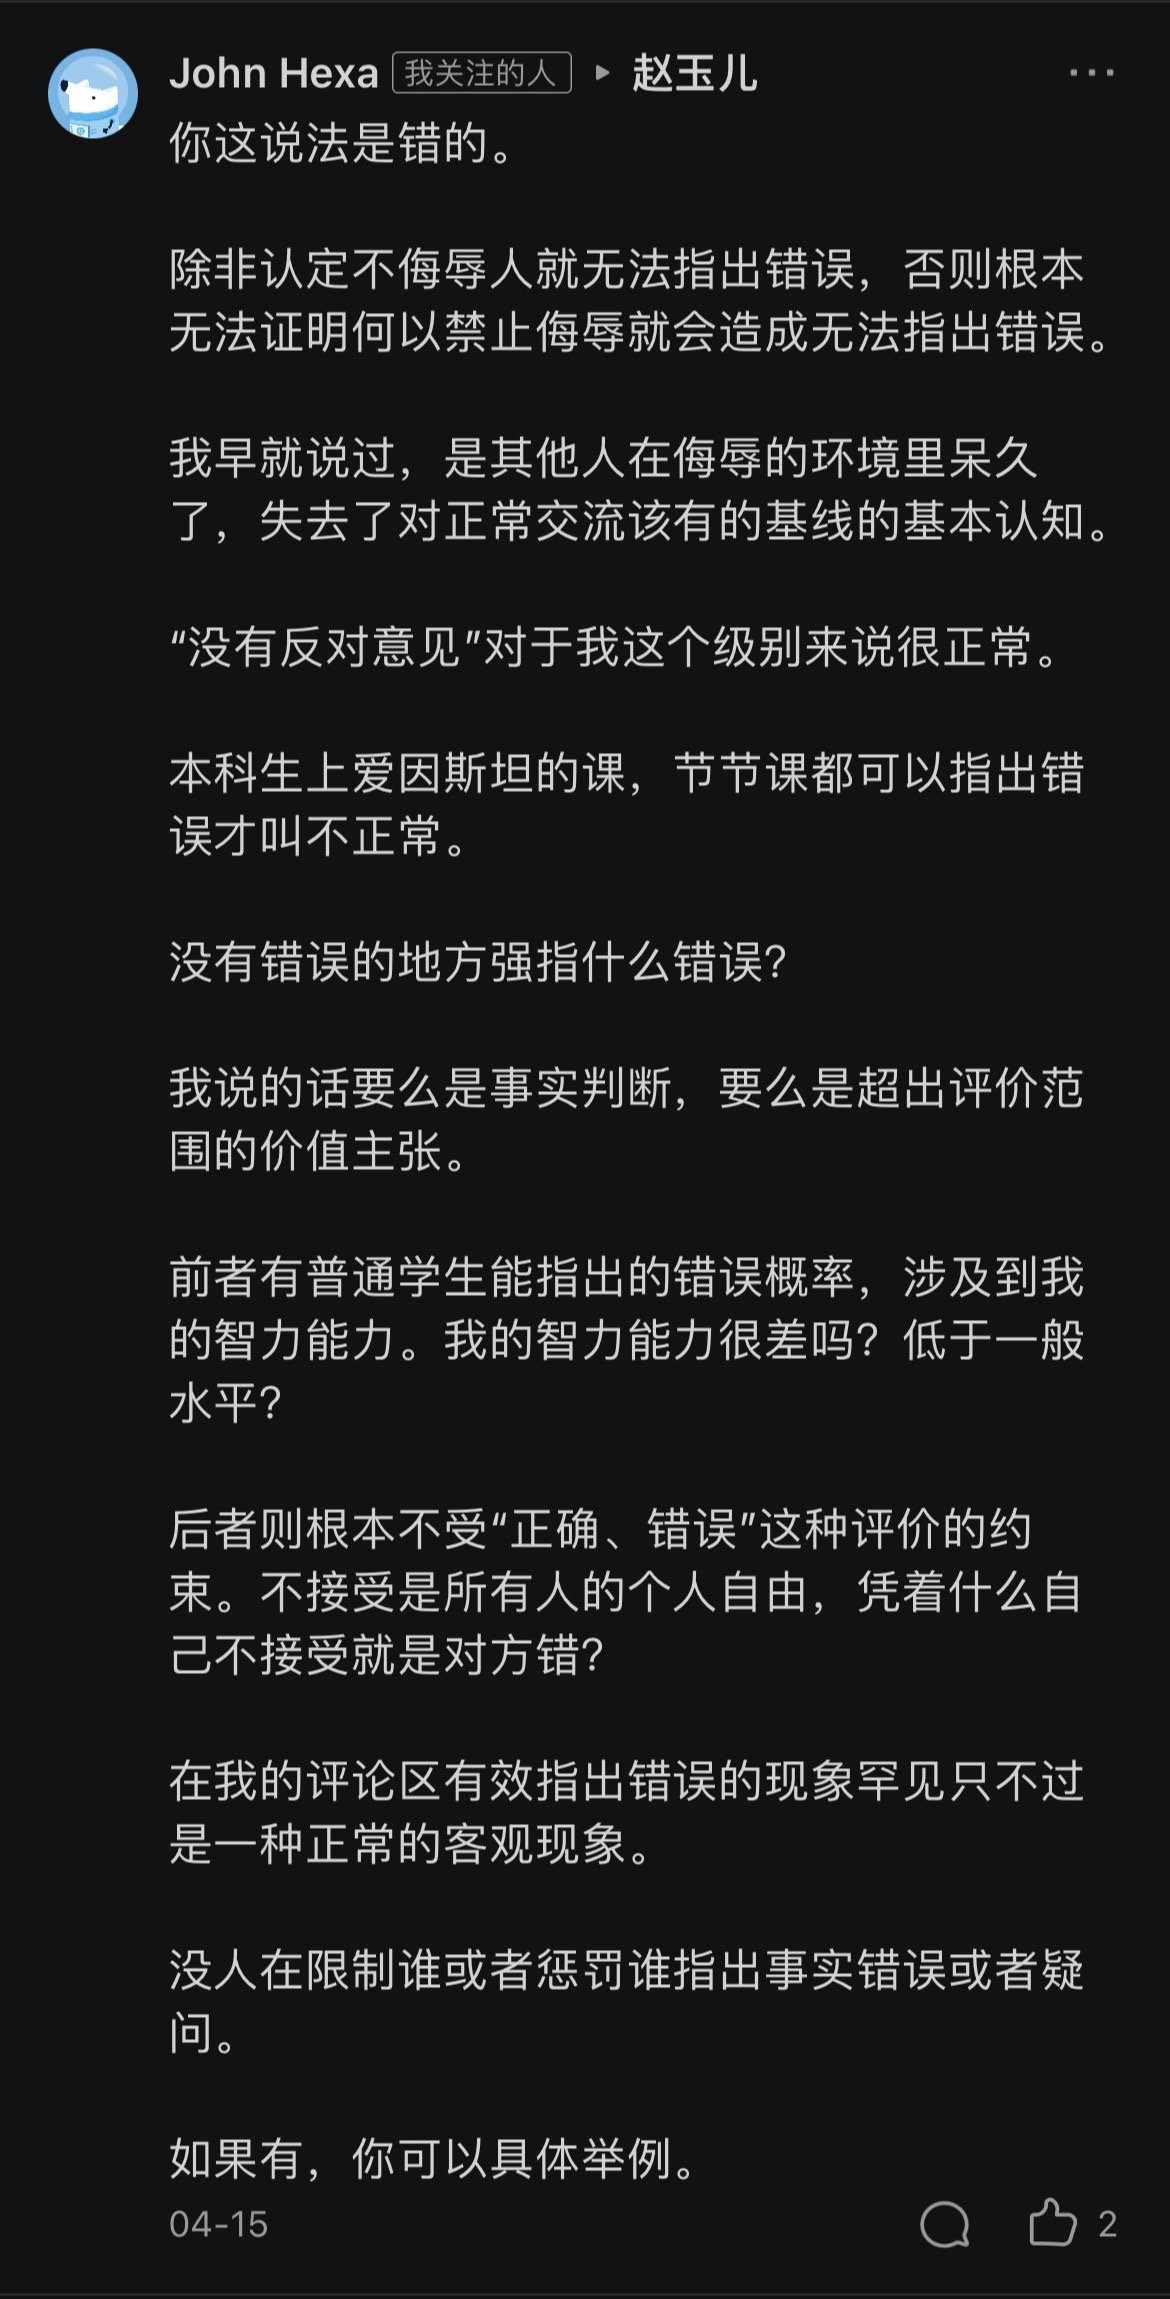 John Hexa 我关注的人 ▸ 赵玉儿
你这说法是错的。
除非认定不侮辱人就无法指出错误，否则根本
无法证明何以禁止侮辱就会造成无法指出错误。
我早就说过，是其他人在侮辱的环境里呆久
了，失去了对正常交流该有的基线的基本认知。
“没有反对意见”对于我这个级别来说很正常。
本科生上爱因斯坦的课，节节课都可以指出错
误才叫不正常。
没有错误的地方强指什么错误？
我说的话要么是事实判断，要么是超出评价范
围的价值主张。
前者有普通学生能指出的错误概率，涉及到我
的智力能力。我的智力能力很差吗？低于一般
水平？
后者则根本不受“正确、错误”这种评价的约
束。不接受是所有人的个人自由，凭着什么自
己不接受就是对方错？
在我的评论区有效指出错误的现象罕见只不过
是一种正常的客观现象。
没人在限制谁或者惩罚谁指出事实错误或者疑
问。
如果有，你可以具体举例。
04-15 2